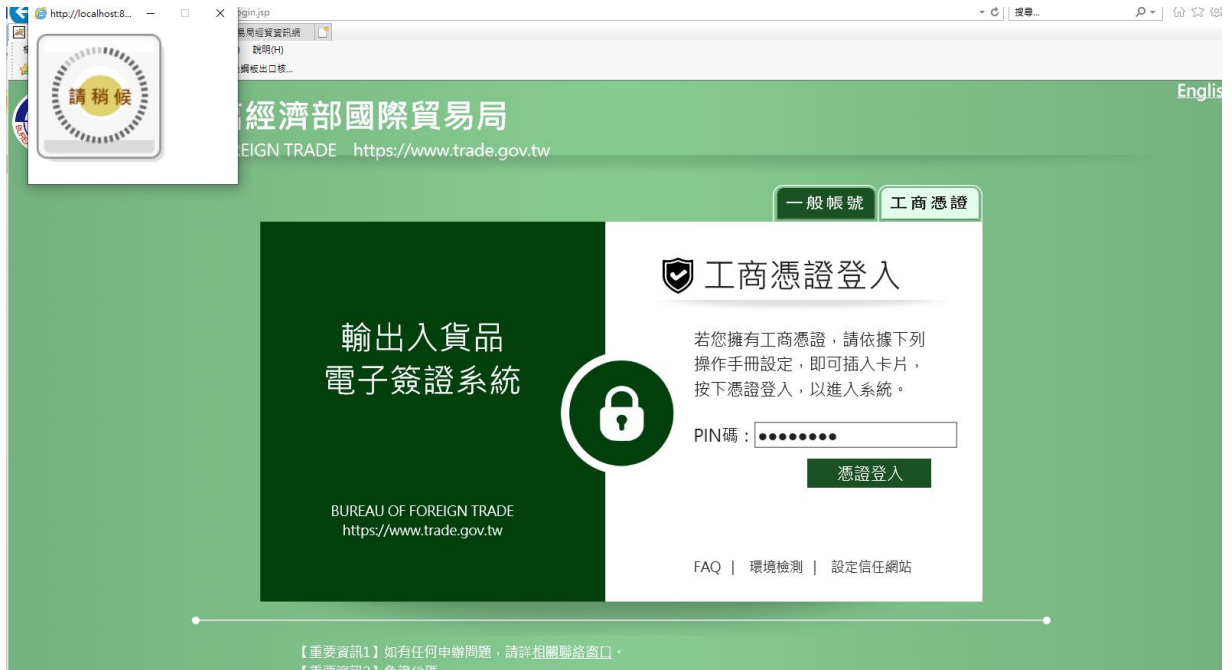 http://localhost:8...
gin.jsp
搜尋...
易局經貿資訊網
說明(H)
鋼板出口核...
請稍候
English
經濟部國際貿易局
EIGN TRADE https://www.trade.gov.tw
一般帳號
工商憑證
工商憑證登入
輸出入貨品
電子簽證系統
若您擁有工商憑證，請依據下列
操作手冊設定，即可插入卡片，
按下憑證登入，以進入系統。
PIN碼：
憑證登入
BUREAU OF FOREIGN TRADE
https://www.trade.gov.tw
FAQ | 環境檢測 | 設定信任網站
【重要資訊1】如有任何申辦問題，請詳相關聯絡窗口。